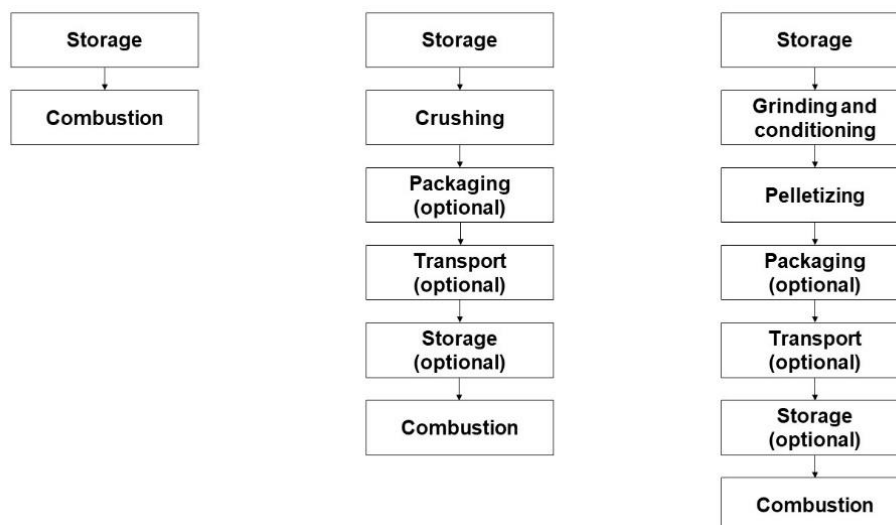 Storage
Combustion
Storage
Crushing
Packaging
(optional)
Transport
(optional)
Storage
(optional)
Combustion
Storage
Grinding and
conditioning
Pelletizing
Packaging
(optional)
Transport
(optional)
Storage
(optional)
Combustion